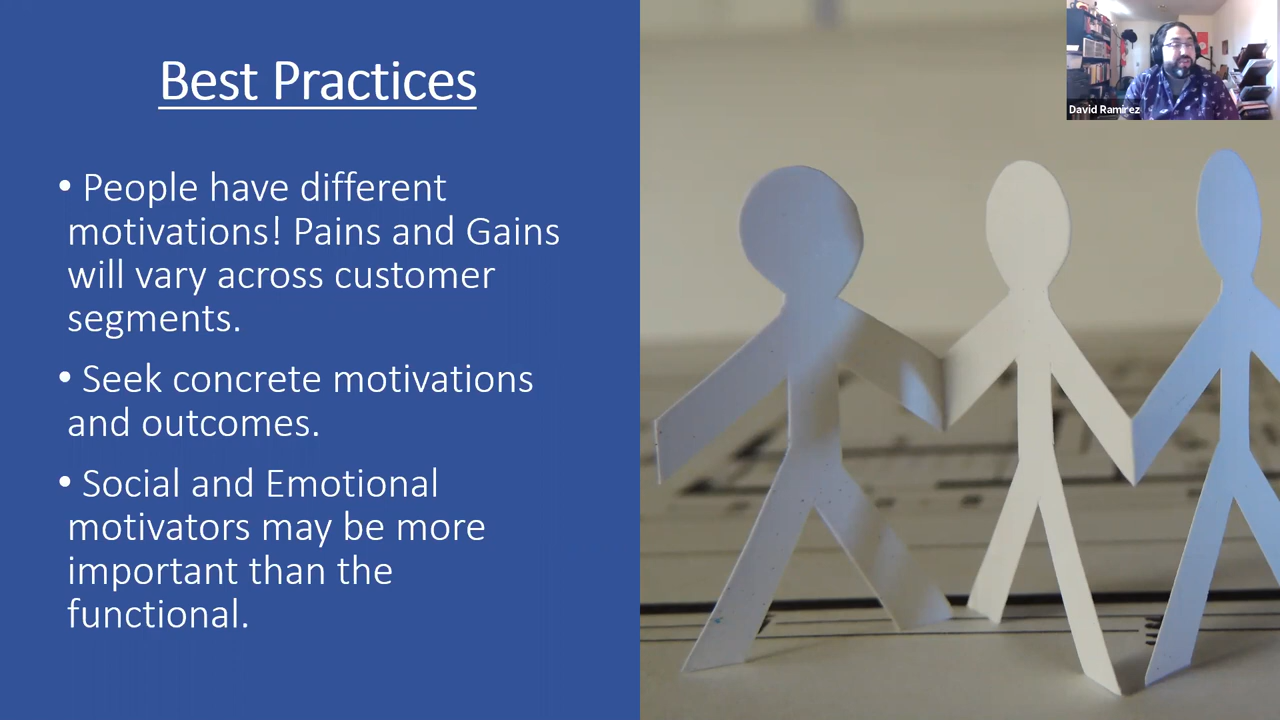 Best Practices
• People have different
motivations! Pains and Gains
will vary across customer
segments.
• Seek concrete motivations
and outcomes.
• Social and Emotional
motivators may be more
important than the
functional.
David Ramirez